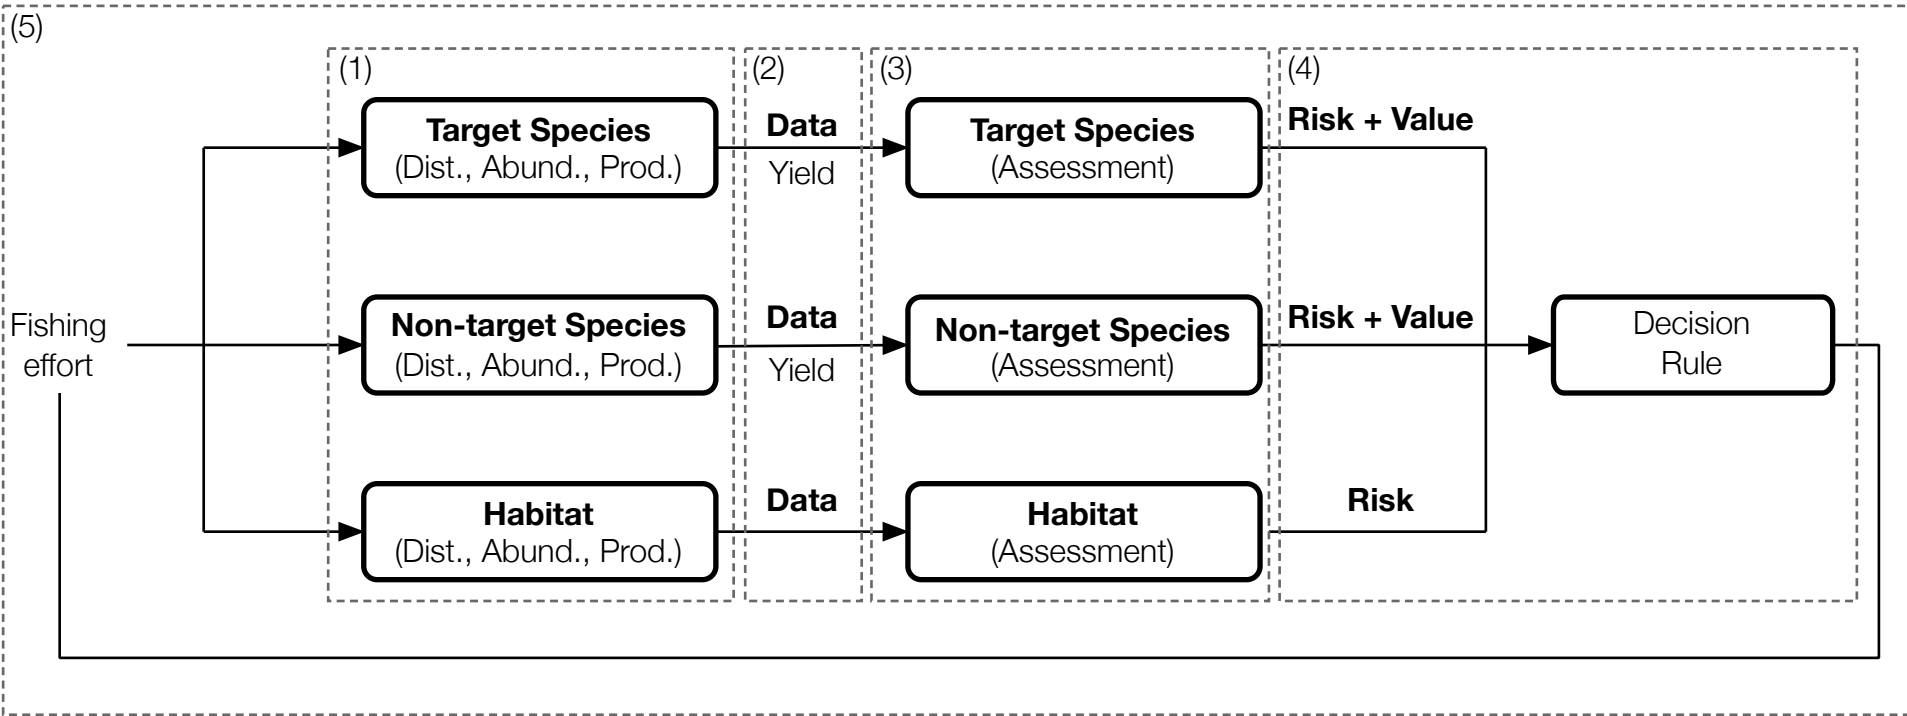 (5)
(1)
(2)
(3)
(4)
Target Species
(Dist., Abund., Prod.)
Data
Yield
Target Species
(Assessment)
Risk + Value
Fishing
effort
Non-target Species
(Dist., Abund., Prod.)
Data
Yield
Non-target Species
(Assessment)
Risk + Value
Decision
Rule
Habitat
(Dist., Abund., Prod.)
Data
Habitat
(Assessment)
Risk